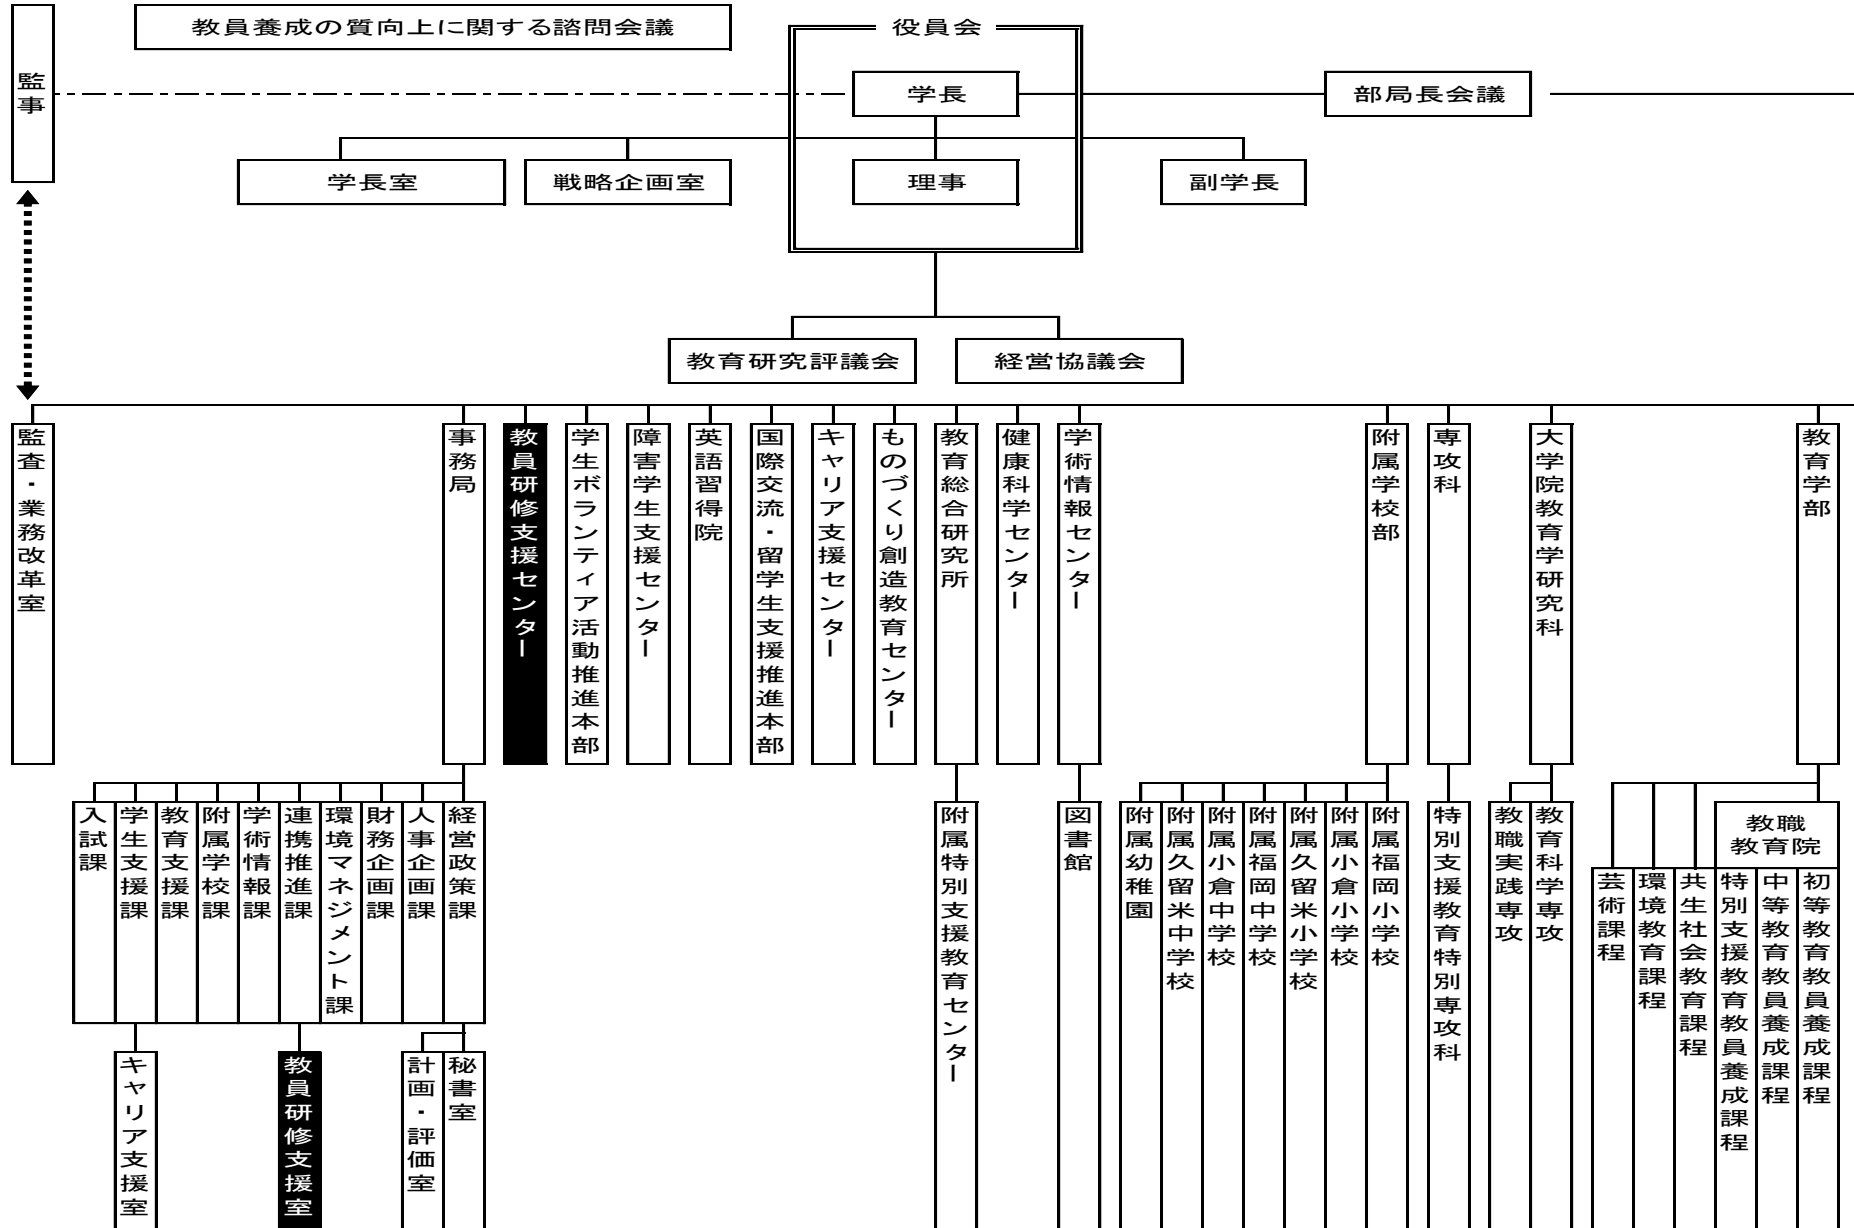 教員養成の質向上に関する諮問会議
役員会
監事
学長
部局長会議
学長室
戦略企画室
理事
副学長
教育研究評議会
経営協議会
監査・業務改革室
事務局
教員研修支援センター
学生ボランティア活動推進本部
障害学生支援センター
英語習得院
国際交流・留学生支援推進本部
キャリア支援センター
ものづくり創造教育センター
教育総合研究所
健康科学センター
学術情報センター
附属学校部
専攻科
大学院教育学研究科
教育学部
入試課
学生支援課
教育支援課
附属学校課
学術情報課
連携推進課
環境マネジメント課
財務企画課
人事企画課
経営政策課
附属特別支援教育センター
図書館
附属幼稚園
附属久留米中学校
附属小倉中学校
附属福岡中学校
附属久留米小学校
附属小倉小学校
附属福岡小学校
特別支援教育特別専攻科
教職実践専攻
教育科学専攻
教職
教育院
芸術課程
環境教育課程
共生社会教育課程
特別支援教育教員養成課程
中等教育教員養成課程
初等教育教員養成課程
キャリア支援室
教員研修支援室
計画・評価室
秘書室